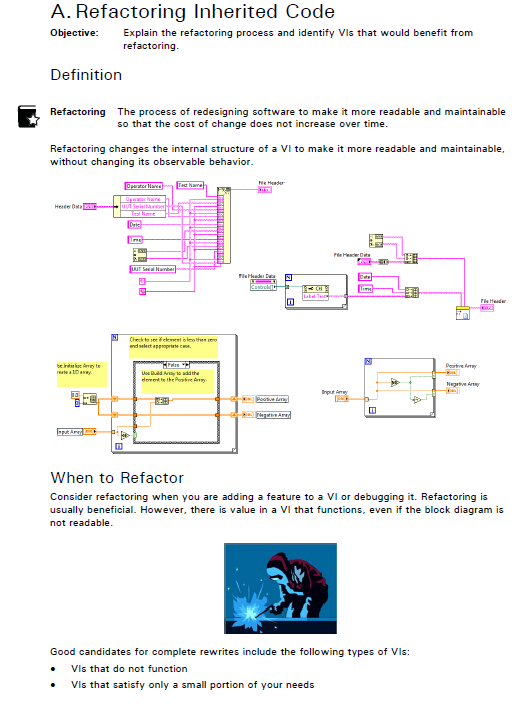 A. Refactoring Inherited Code
Objective: Explain the refactoring process and identify VIs that would benefit from
refactoring.
Definition
Refactoring The process of redesigning software to make it more readable and maintainable
so that the cost of change does not increase over time.
Refactoring changes the internal structure of a VI to make it more readable and maintainable,
without changing its observable behavior.
Operator Name
Test Name
File Header
Header Data
Operator Name
UUT Serial Number
Test Name
Date
Time
UUT Serial Number
File Header Data
File Header Data
Controls[]
Ctl
Label.Text
Date
Time
File Header
N
i
Check to see if element is less than zero
and select appropriate case.
False
Use Build Array to add the
element to the Positive Array.
Initialize Array to
Positive Array
Negative Array
Input Array
N
i
Input Array
Positive Array
Negative Array
N
i
When to Refactor
Consider refactoring when you are adding a feature to a VI or debugging it. Refactoring is
usually beneficial. However, there is value in a VI that functions, even if the block diagram is
not readable.
Good candidates for complete rewrites include the following types of VIs:
• VIs that do not function
• VIs that satisfy only a small portion of your needs